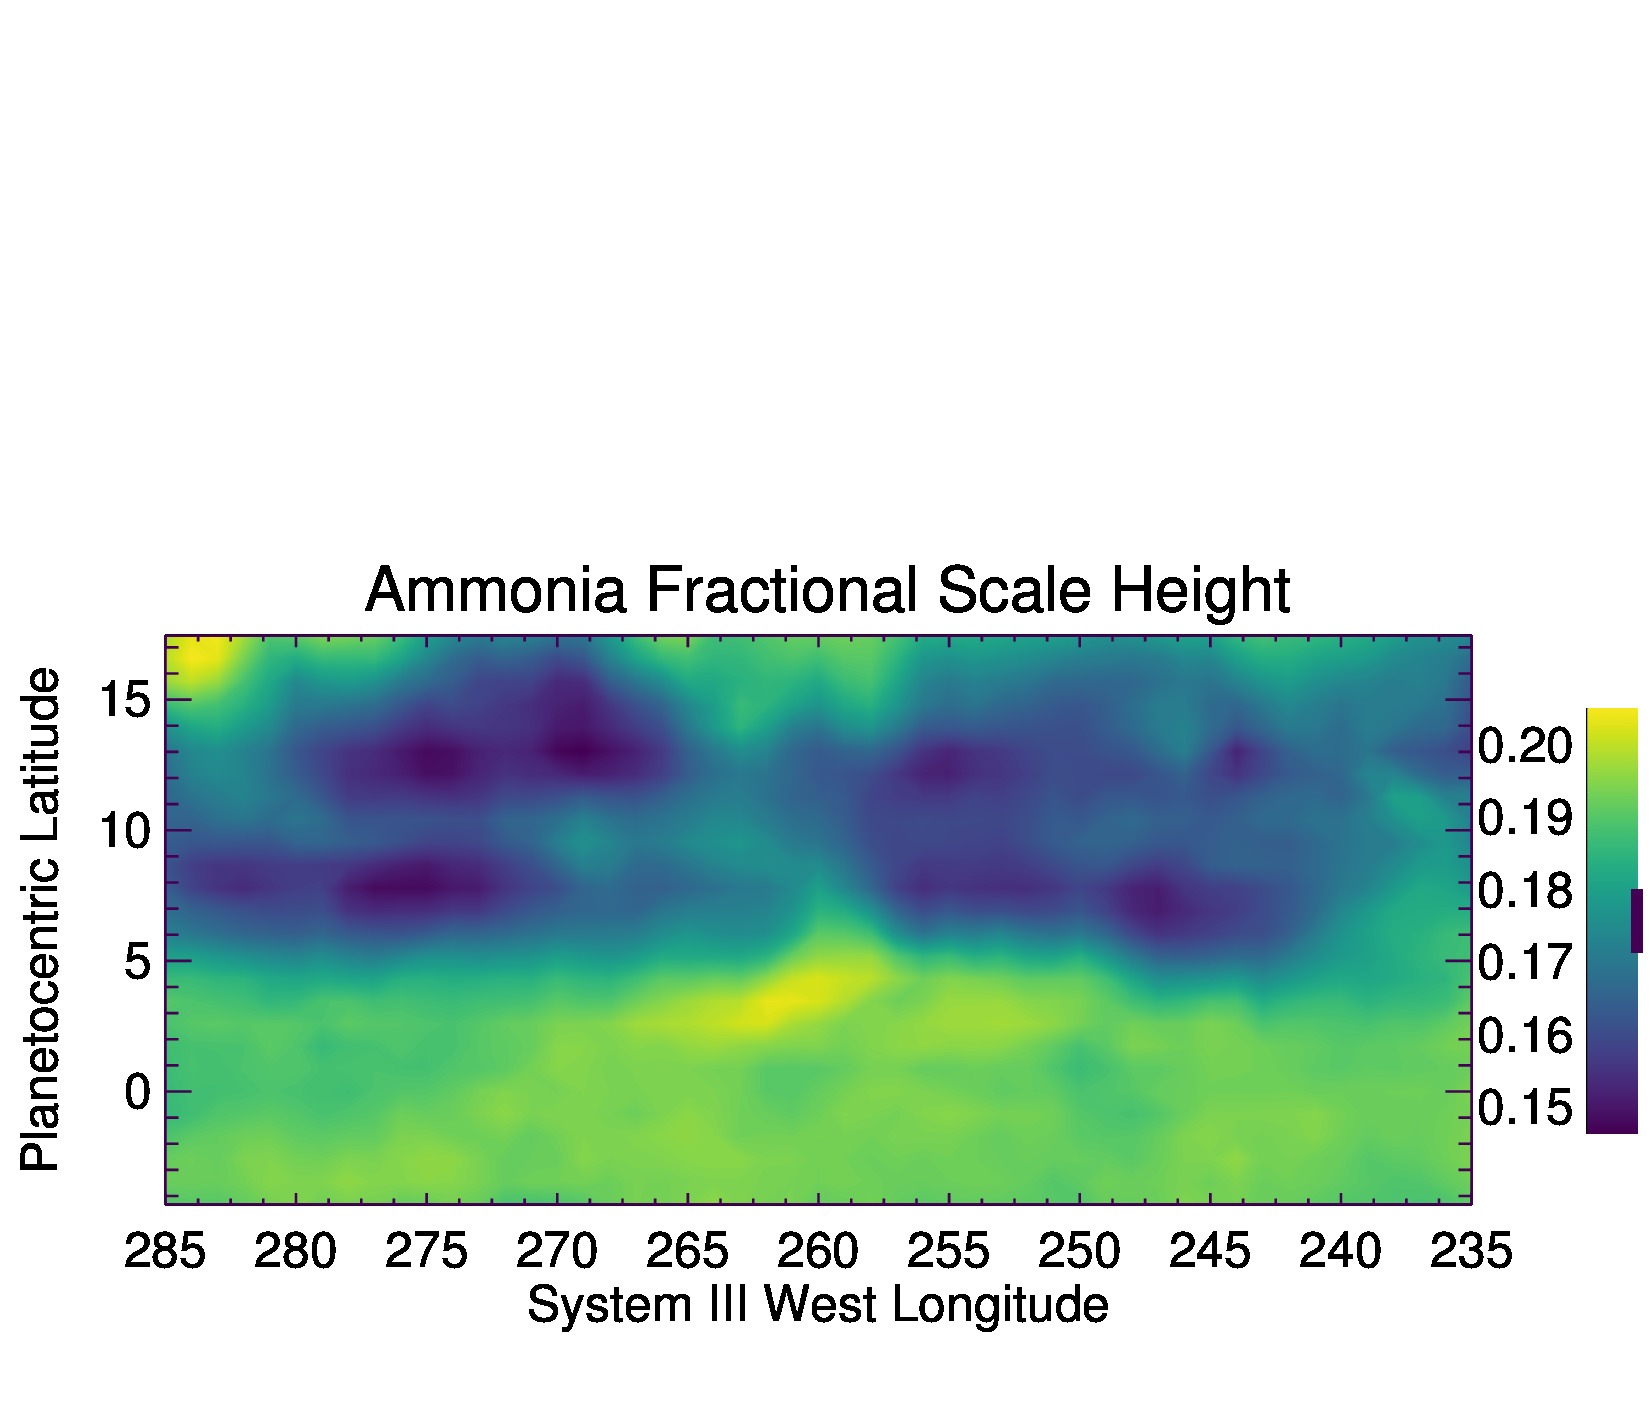 Ammonia Fractional Scale Height
Planetocentric Latitude
15
10
5
0
285 280 275 270 265 260 255 250 245 240 235
System III West Longitude
0.20
0.19
0.18
0.17
0.16
0.15